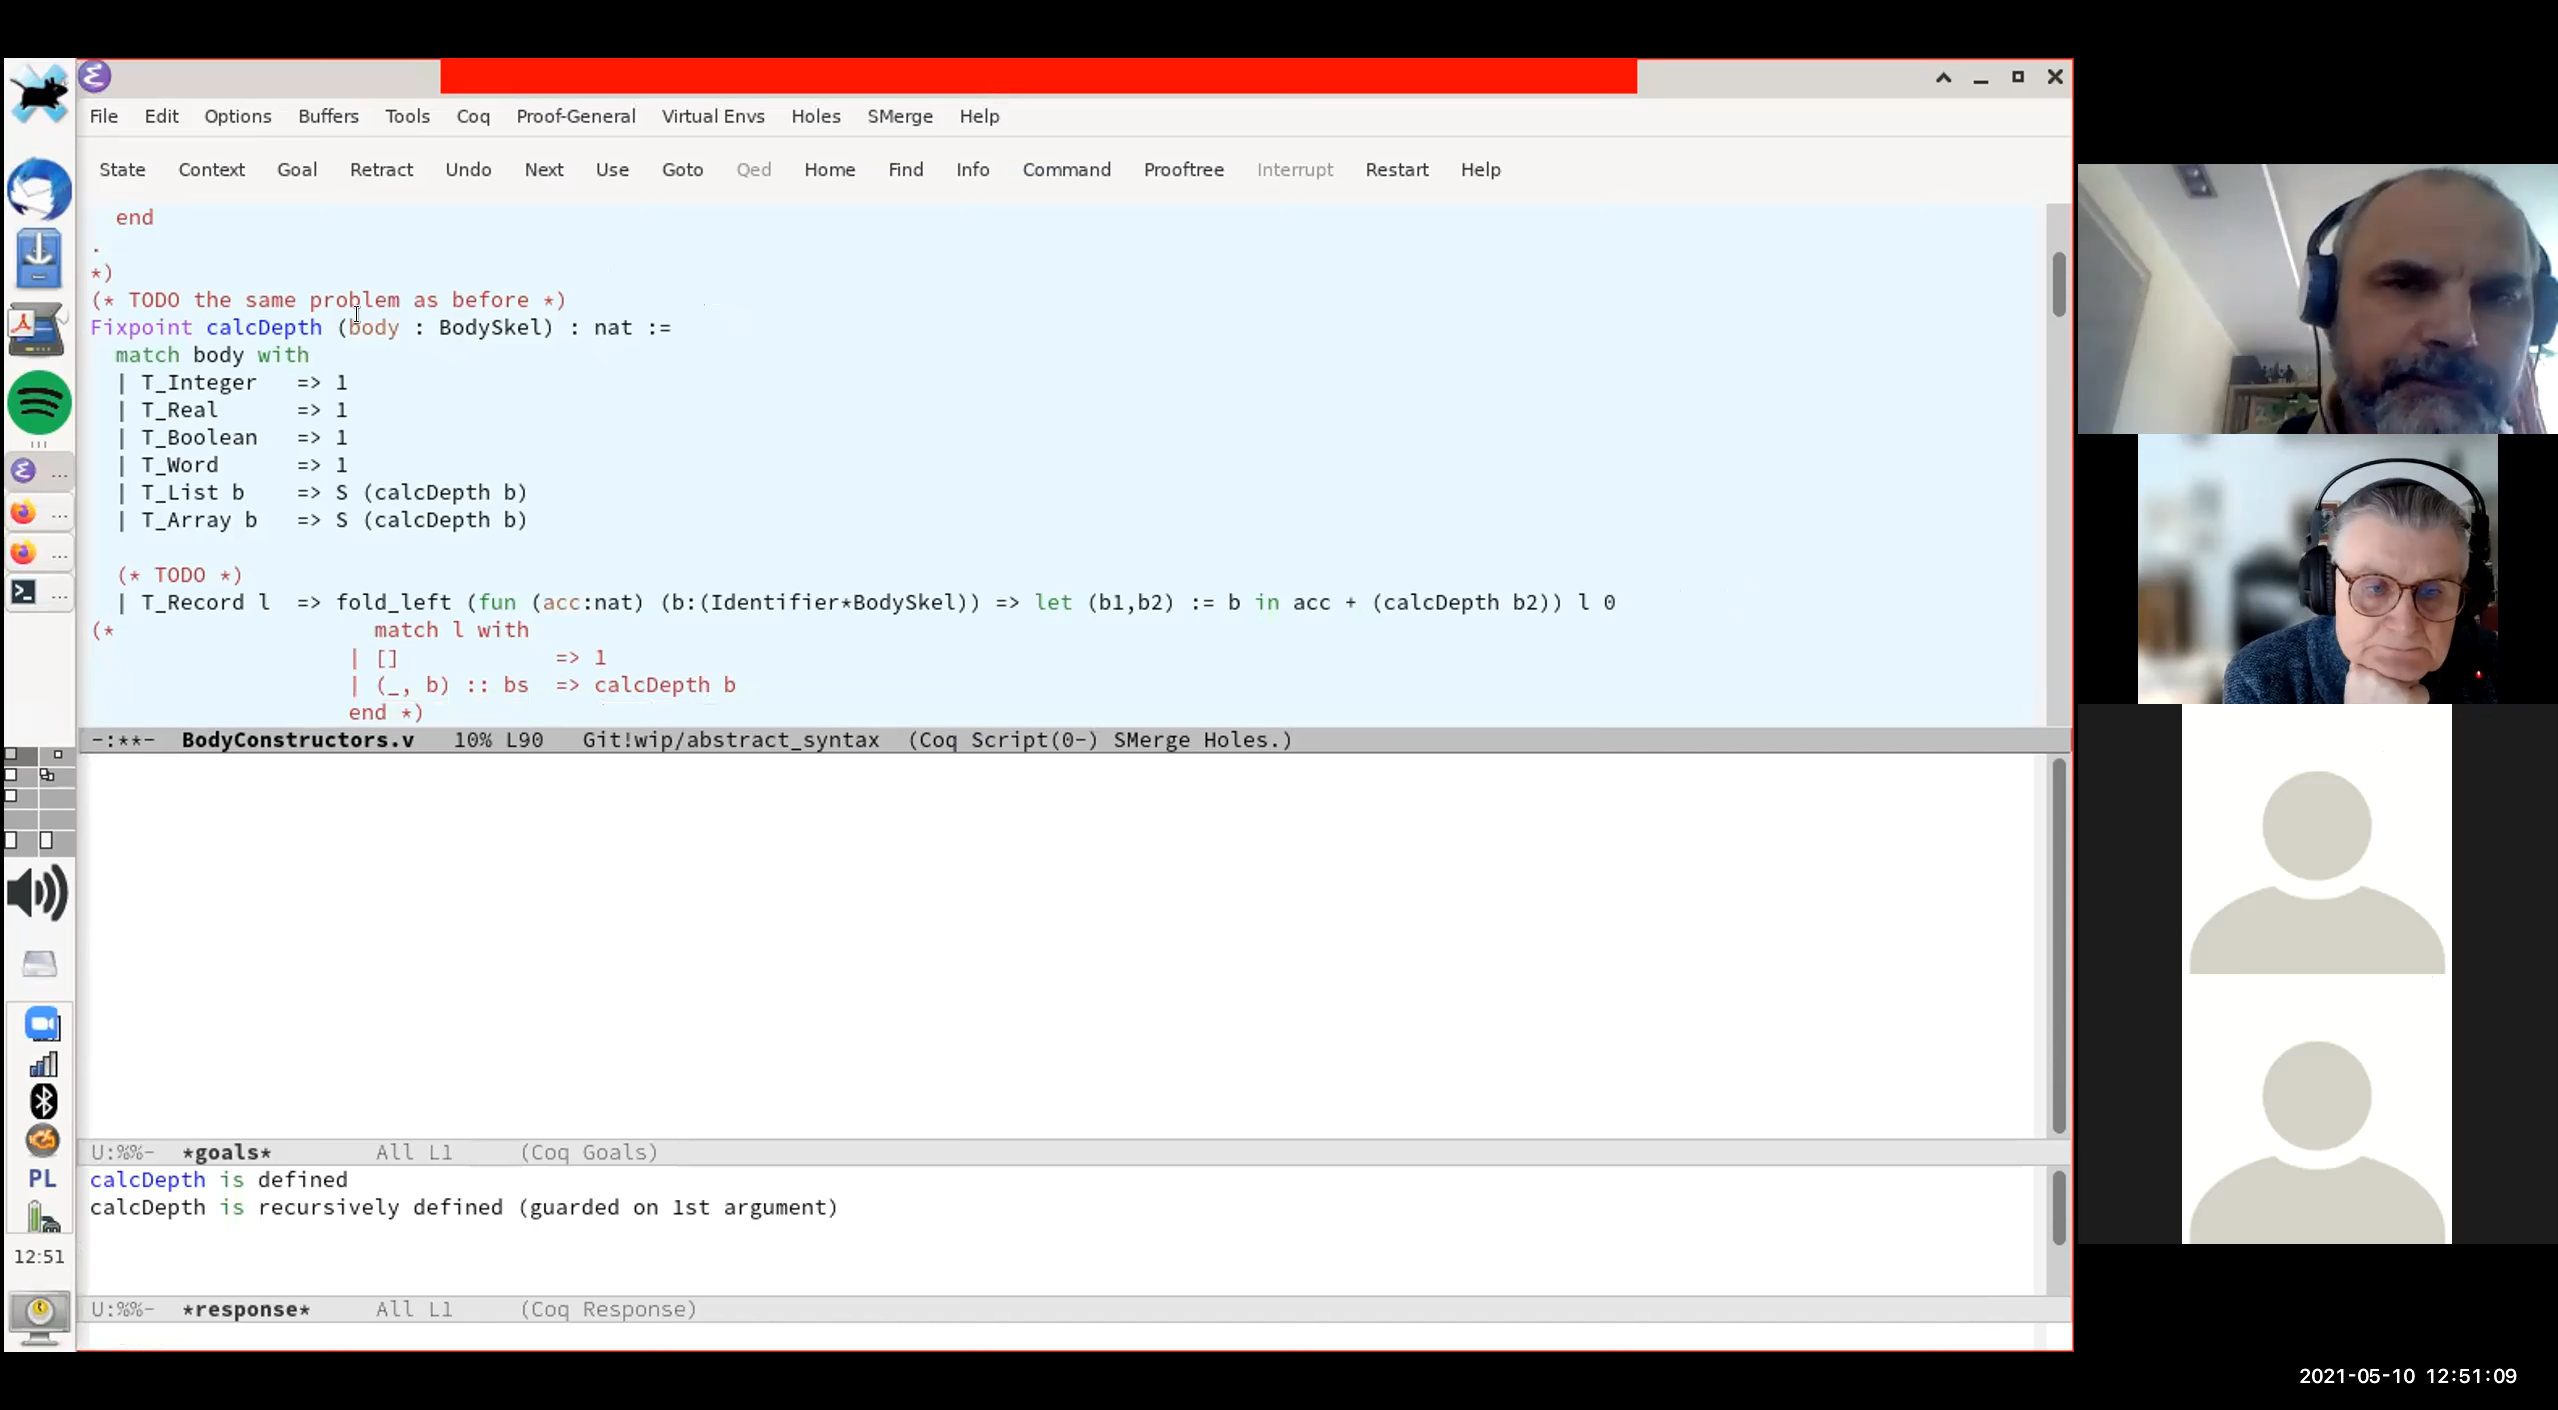 File Edit Options Buffers Tools Coq Proof-General Virtual Envs Holes SMerge Help
State Context Goal Retract Undo Next Use Goto Qed Home Find Info Command Prooftree Interrupt Restart Help
end
.
*)
(* TODO the same problem as before *)
Fixpoint calcDepth (body : BodySkel) : nat :=
match body with
| T_Integer => 1
| T_Real => 1
| T_Boolean => 1
| T_Word => 1
| T_List b => S (calcDepth b)
| T_Array b => S (calcDepth b)
(* TODO *)
| T_Record l => fold_left (fun (acc:nat) (b:(Identifier*BodySkel)) => let (b1,b2) := b in acc + (calcDepth b2)) l 0
(* match l with
| [] => 1
| (_, b) :: bs => calcDepth b
end *)
-:**- BodyConstructors.v 10% L90 Git!wip/abstract_syntax (Coq Script(0-) SMerge Holes.)
U:%%- *goals* All L1 (Coq Goals)
calcDepth is defined
calcDepth is recursively defined (guarded on 1st argument)
U:%%- *response* All L1 (Coq Response)
...
...
...
...
PL
12:51
2021-05-10 12:51:09